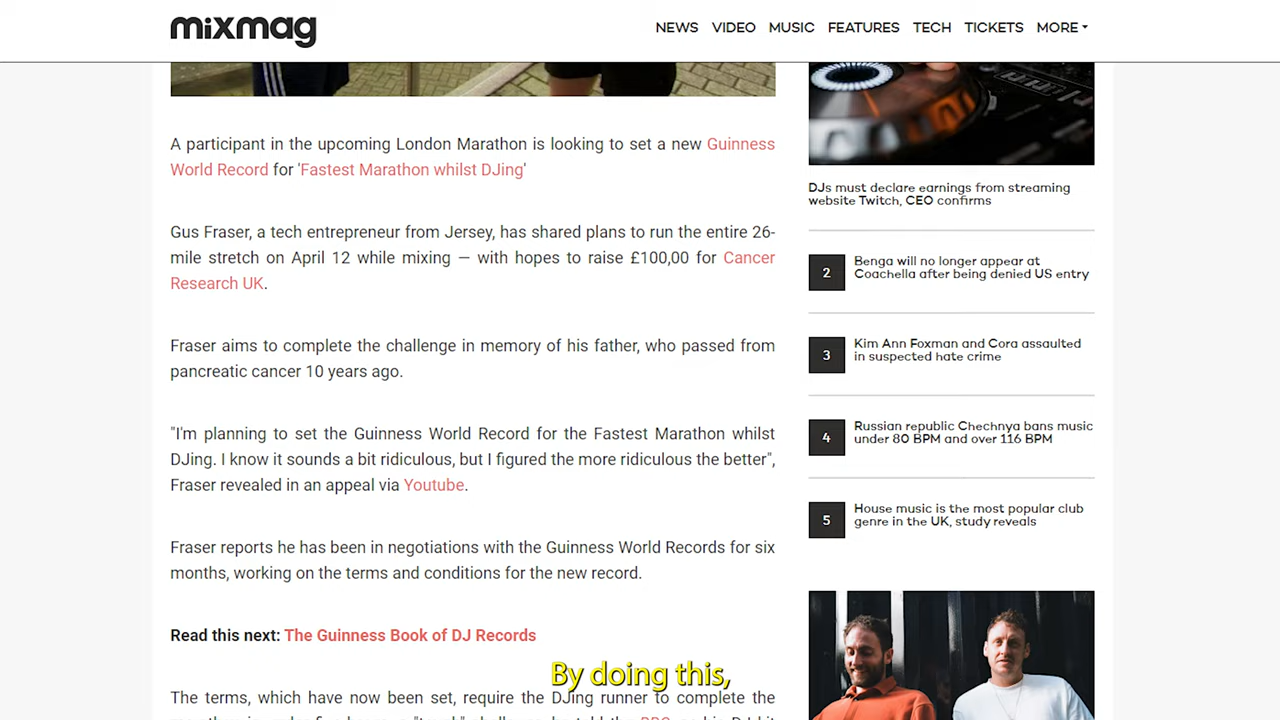 mixmag
NEWS VIDEO MUSIC FEATURES TECH TICKETS MORE
A participant in the upcoming London Marathon is looking to set a new Guinness
World Record for 'Fastest Marathon whilst DJing'
Gus Fraser, a tech entrepreneur from Jersey, has shared plans to run the entire 26-
mile stretch on April 12 while mixing — with hopes to raise £100,00 for Cancer
Research UK.
Fraser aims to complete the challenge in memory of his father, who passed from
pancreatic cancer 10 years ago.
"I'm planning to set the Guinness World Record for the Fastest Marathon whilst
DJing. I know it sounds a bit ridiculous, but I figured the more ridiculous the better",
Fraser revealed in an appeal via Youtube.
Fraser reports he has been in negotiations with the Guinness World Records for six
months, working on the terms and conditions for the new record.
Read this next: The Guinness Book of DJ Records
The terms, which have now been set, require the DJing runner to complete the
DJs must declare earnings from streaming
website Twitch, CEO confirms
2
Benga will no longer appear at
Coachella after being denied US entry
3
Kim Ann Foxman and Cora assaulted
in suspected hate crime
4
Russian republic Chechnya bans music
under 80 BPM and over 116 BPM
5
House music is the most popular club
genre in the UK, study reveals
By doing this,